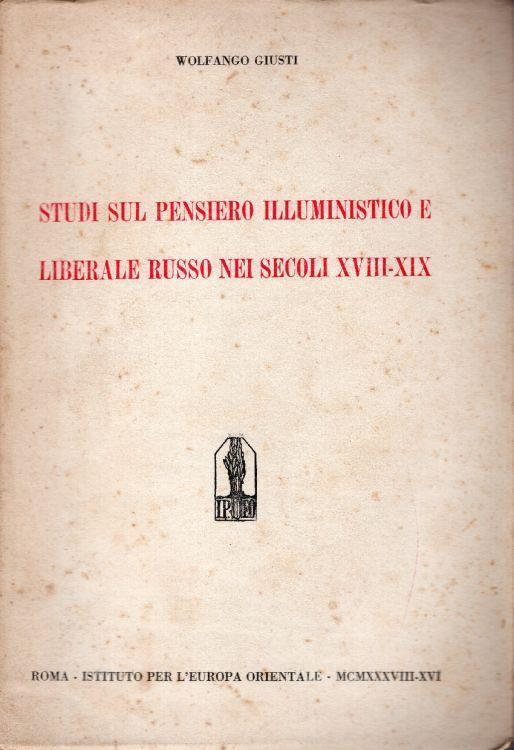 WOLFANGO GIUSTI
STUDI SUL PENSIERO ILLUMINISTICO E
LIBERALE RUSSO NEI SECOLI XVIII-XIX
ROMA - ISTITUTO PER L'EUROPA ORIENTALE - MCMXXXVIII-XVI